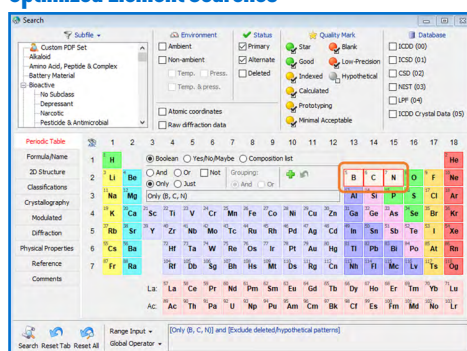 Optimized Element Searches
Search
Subfile
Custom PDF Set
Alkaloid
Amino Acid, Peptide & Complex
Battery Material
Bioactive
No Subclass
Depressant
Narcotic
Pesticide & Antimicrobial
Environment
Ambient
Non-ambient
Temp. Press.
Temp. & press.
Atomic coordinates
Raw diffraction data
Status
Primary
Alternate
Deleted
Quality Mark
Star Blank
Good Low-Precision
Indexed Hypothetical
Calculated
Prototyping
Minimal Acceptable
Database
ICDD (00)
ICSD (01)
CSD (02)
NIST (03)
LPF (04)
ICDD Crystal Data (05)
Periodic Table
Formula/Name
2D Structure
Classifications
Crystallography
Modulated
Diffraction
Physical Properties
Reference
Comments
1 2 3 4 5 6 7 8 9 10 11 12 13 14 15 16 17 18
Boolean Yes/No/Maybe Composition list
And Or Not Grouping:
Only Just And Or
Only (B, C, N)
1 H He
2 Li Be B C N O F Ne
3 Na Mg Al Si P S Cl Ar
4 K Ca Sc Ti V Cr Mn Fe Co Ni Cu Zn Ga Ge As Se Br Kr
5 Rb Sr Y Zr Nb Mo Tc Ru Rh Pd Ag Cd In Sn Sb Te I Xe
6 Cs Ba Hf Ta W Re Os Ir Pt Au Hg Tl Pb Bi Po At Rn
7 Fr Ra Rf Db Sg Bh Hs Mt Ds Rg Cn Nh Fl Mc Lv Ts Og
La: La Ce Pr Nd Pm Sm Eu Gd Tb Dy Ho Er Tm Yb Lu
Ac: Ac Th Pa U Np Pu Am Cm Bk Cf Es Fm Md No Lr
Search Reset Tab Reset All
Range Input
Global Operator
[Only (B, C, N)] and [Exclude deleted/hypothetical patterns]